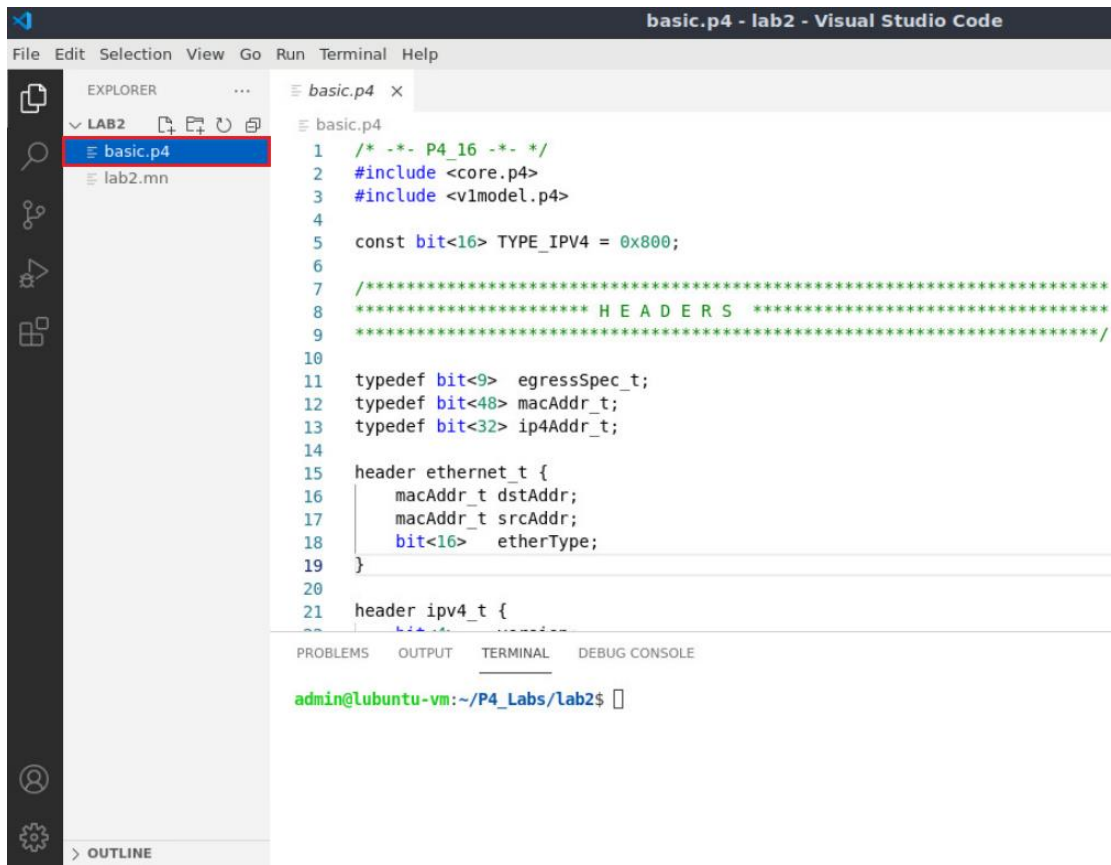 basic.p4 - lab2 - Visual Studio Code
File Edit Selection View Go Run Terminal Help
EXPLORER ...
LAB2
basic.p4
lab2.mn
OUTLINE
basic.p4 ×
basic.p4
1 /* -*- P4_16 -*- */
2 #include <core.p4>
3 #include <v1model.p4>
4
5 const bit<16> TYPE_IPV4 = 0x800;
6
7 /*************************************************************************
8 *********************** H E A D E R S ***********************************
9 *************************************************************************/
10
11 typedef bit<9>  egressSpec_t;
12 typedef bit<48> macAddr_t;
13 typedef bit<32> ip4Addr_t;
14
15 header ethernet_t {
16     macAddr_t dstAddr;
17     macAddr_t srcAddr;
18     bit<16>   etherType;
19 }
20
21 header ipv4_t {
PROBLEMS OUTPUT TERMINAL DEBUG CONSOLE
admin@lubuntu-vm:~/P4_Labs/lab2$